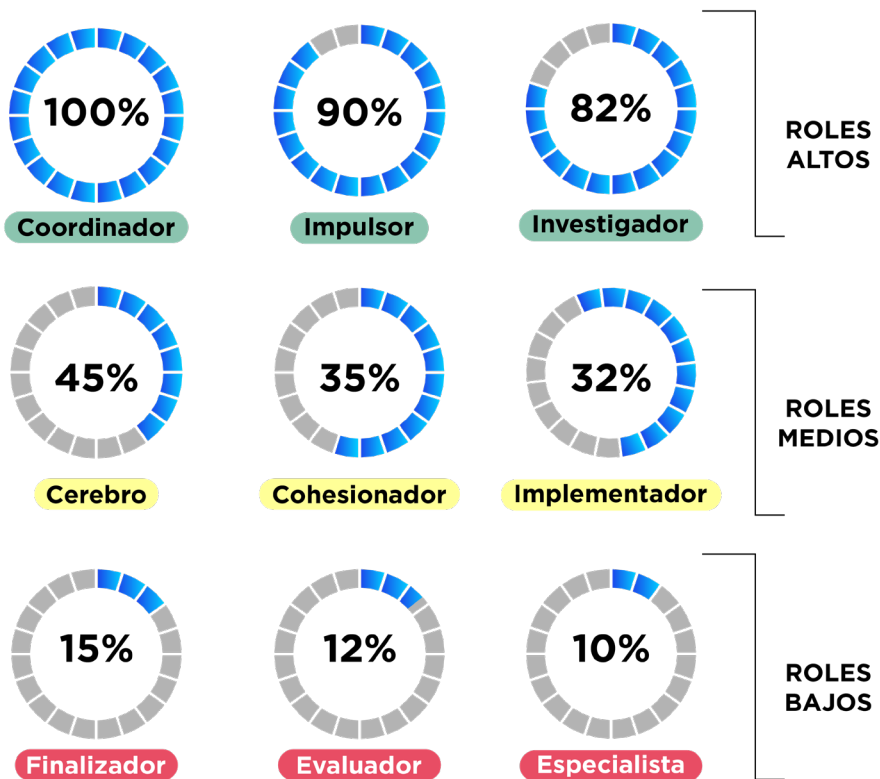 100%
90%
82%
Coordinador
Impulsor
Investigador
ROLES
ALTOS
45%
35%
32%
Cerebro
Cohesionador
Implementador
ROLES
MEDIOS
15%
12%
10%
Finalizador
Evaluador
Especialista
ROLES
BAJOS